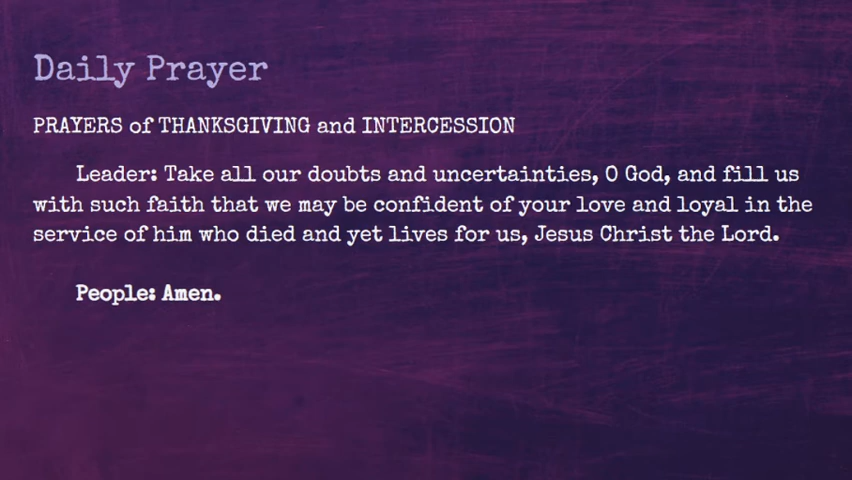 Daily Prayer
PRAYERS of THANKSGIVING and INTERCESSION
Leader: Take all our doubts and uncertainties, O God, and fill us
with such faith that we may be confident of your love and loyal in the
service of him who died and yet lives for us, Jesus Christ the Lord.
People: Amen.